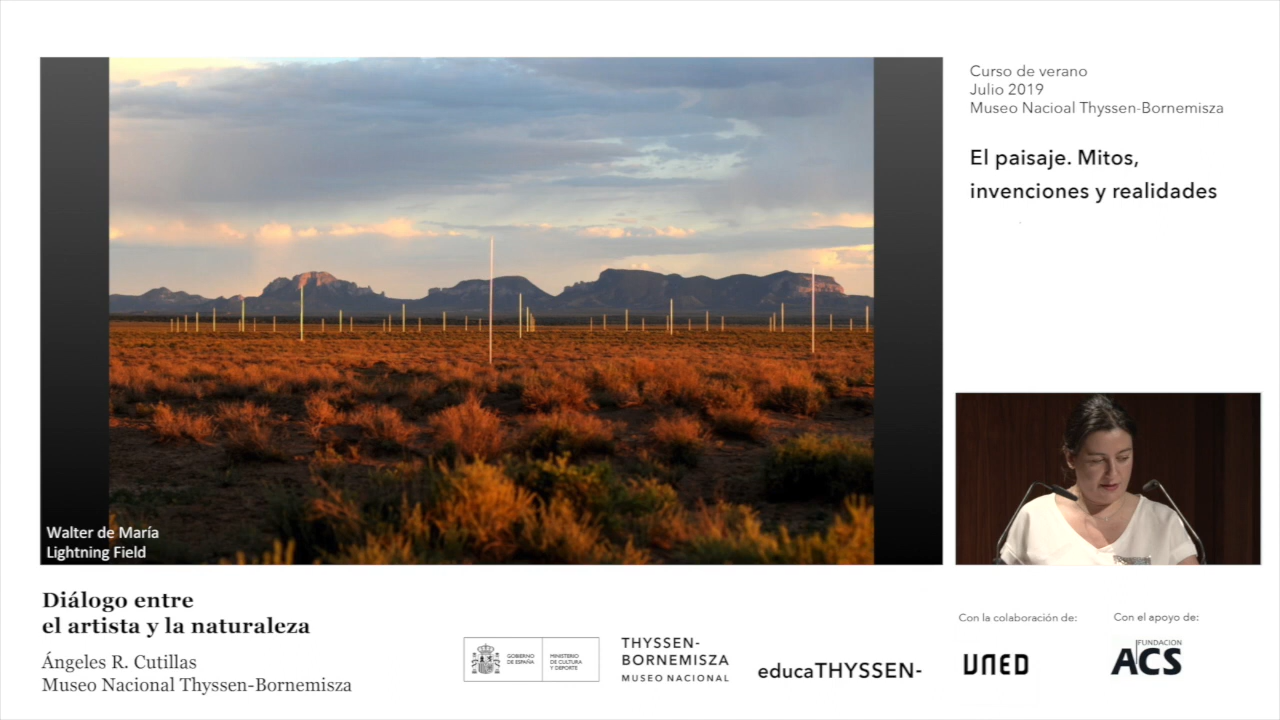 Curso de verano
Julio 2019
Museo Nacioal Thyssen-Bornemisza
El paisaje. Mitos,
invenciones y realidades
Walter de María
Lightning Field
Diálogo entre
el artista y la naturaleza
Ángeles R. Cutillas
Museo Nacional Thyssen-Bornemisza
GOBIERNO
DE ESPAÑA
MINISTERIO
DE CULTURA
Y DEPORTE
THYSSEN-
BORNEMISZA
MUSEO NACIONAL
educaTHYSSEN-
Con la colaboración de:
UNED
Con el apoyo de:
FUNDACION
ACS